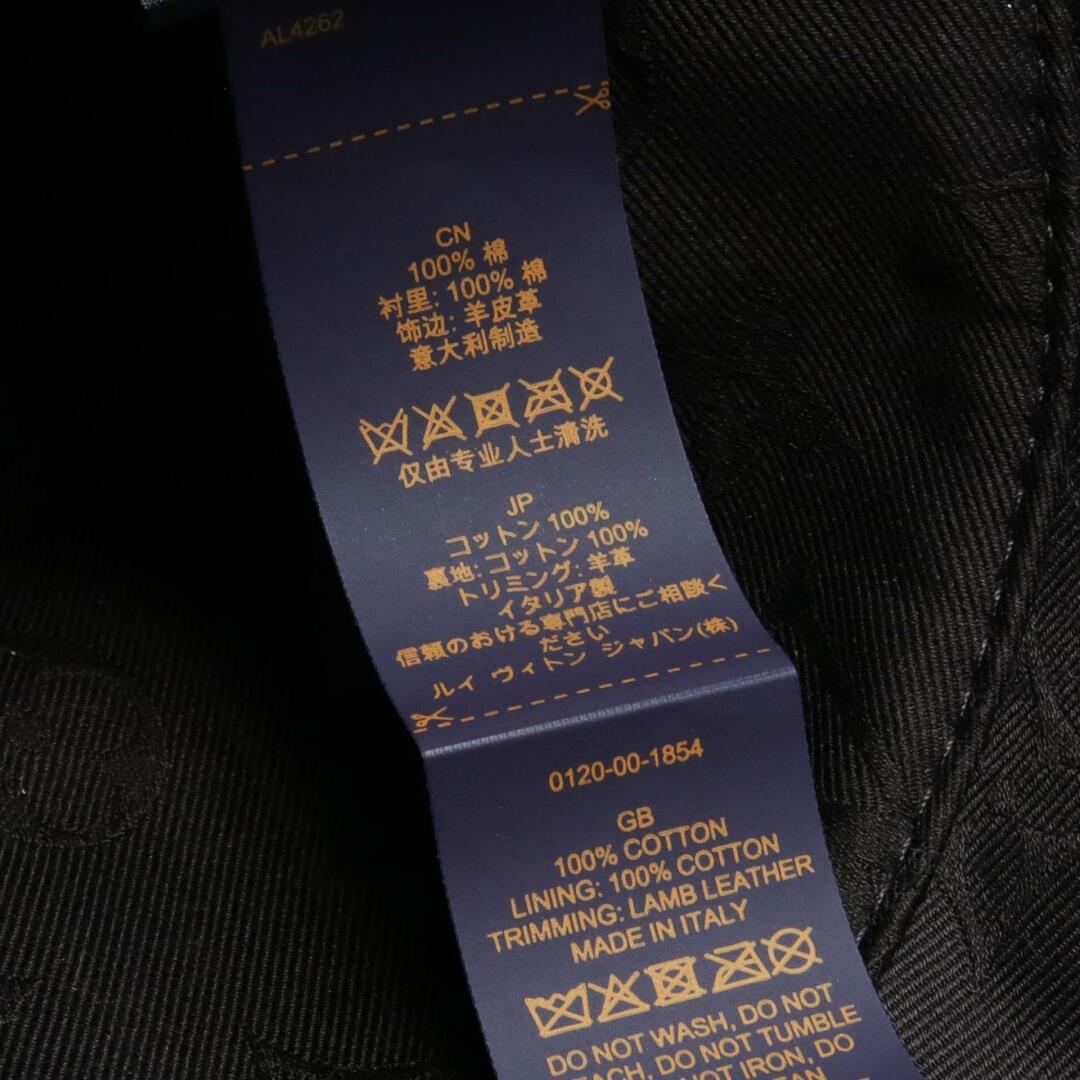 AL4262
CN
100% 棉
衬里: 100% 棉
饰边: 羊皮革
意大利制造
仅由专业人士清洗
JP
コットン 100%
裏地: コットン 100%
トリミング: 羊革
イタリア製
信頼のおける専門店にご相談く
ださい
ルイ ヴィトン ジャパン(株)
0120-00-1854
GB
100% COTTON
LINING: 100% COTTON
TRIMMING: LAMB LEATHER
MADE IN ITALY
DO NOT WASH, DO NOT
DO NOT TUMBLE
NOT IRON, DO